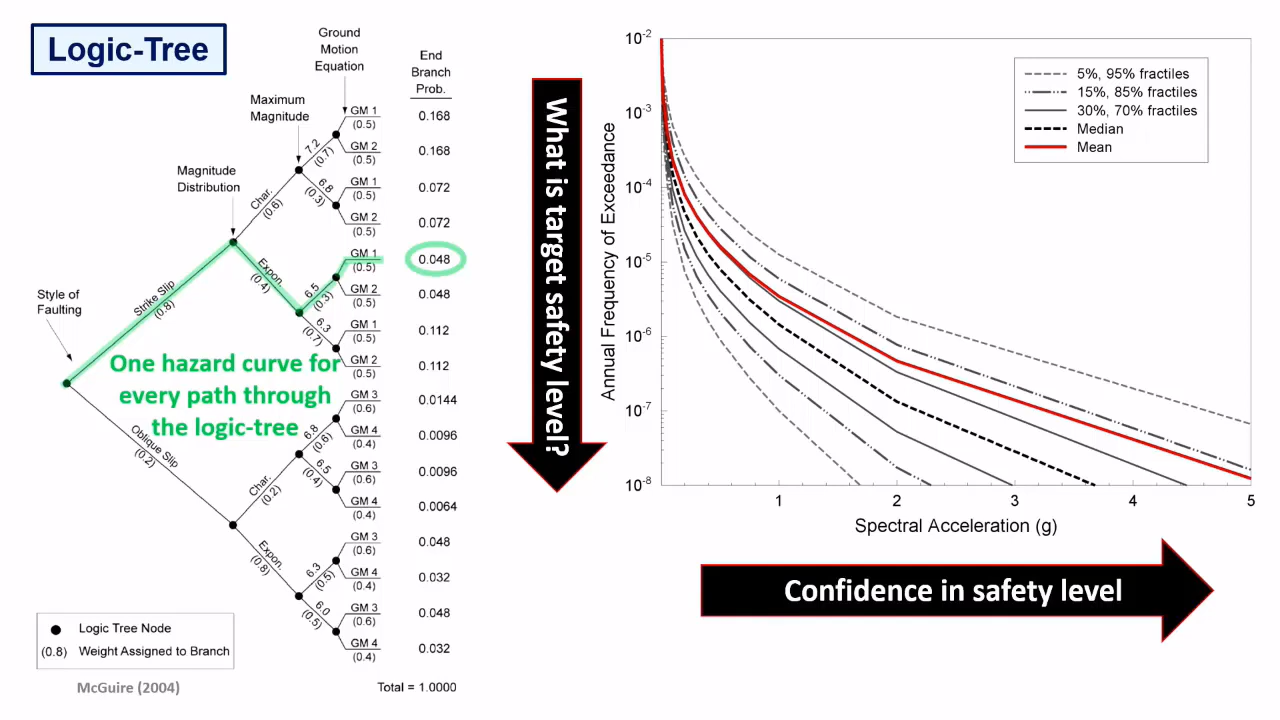 Logic-Tree
Ground
Motion
Equation
End
Branch
Prob.
Maximum
Magnitude
Magnitude
Distribution
Style of
Faulting
Strike Slip
(0.8)
Oblique Slip
(0.2)
Char.
(0.6)
Expon.
(0.4)
Char.
(0.2)
Expon.
(0.8)
7.2
(0.7)
6.8
(0.3)
6.5
(0.3)
6.3
(0.7)
6.8
(0.6)
6.5
(0.4)
6.3
(0.5)
6.0
(0.5)
GM 1
(0.5)
0.168
GM 2
(0.5)
0.168
GM 1
(0.5)
0.072
GM 2
(0.5)
0.072
GM 1
(0.5)
0.048
GM 2
(0.5)
0.048
GM 1
(0.5)
0.112
GM 2
(0.5)
0.112
GM 3
(0.6)
0.0144
GM 4
(0.4)
0.0096
GM 3
(0.6)
0.0096
GM 4
(0.4)
0.0064
GM 3
(0.6)
0.048
GM 4
(0.4)
0.032
GM 3
(0.6)
0.048
GM 4
(0.4)
0.032
Total = 1.0000
One hazard curve for
every path through
the logic-tree
Logic Tree Node
(0.8) Weight Assigned to Branch
McGuire (2004)
What is target safety level?
Annual Frequency of Exceedance
10-2
10-3
10-4
10-5
10-6
10-7
10-8
5%, 95% fractiles
15%, 85% fractiles
30%, 70% fractiles
Median
Mean
1 2 3 4 5
Spectral Acceleration (g)
Confidence in safety level